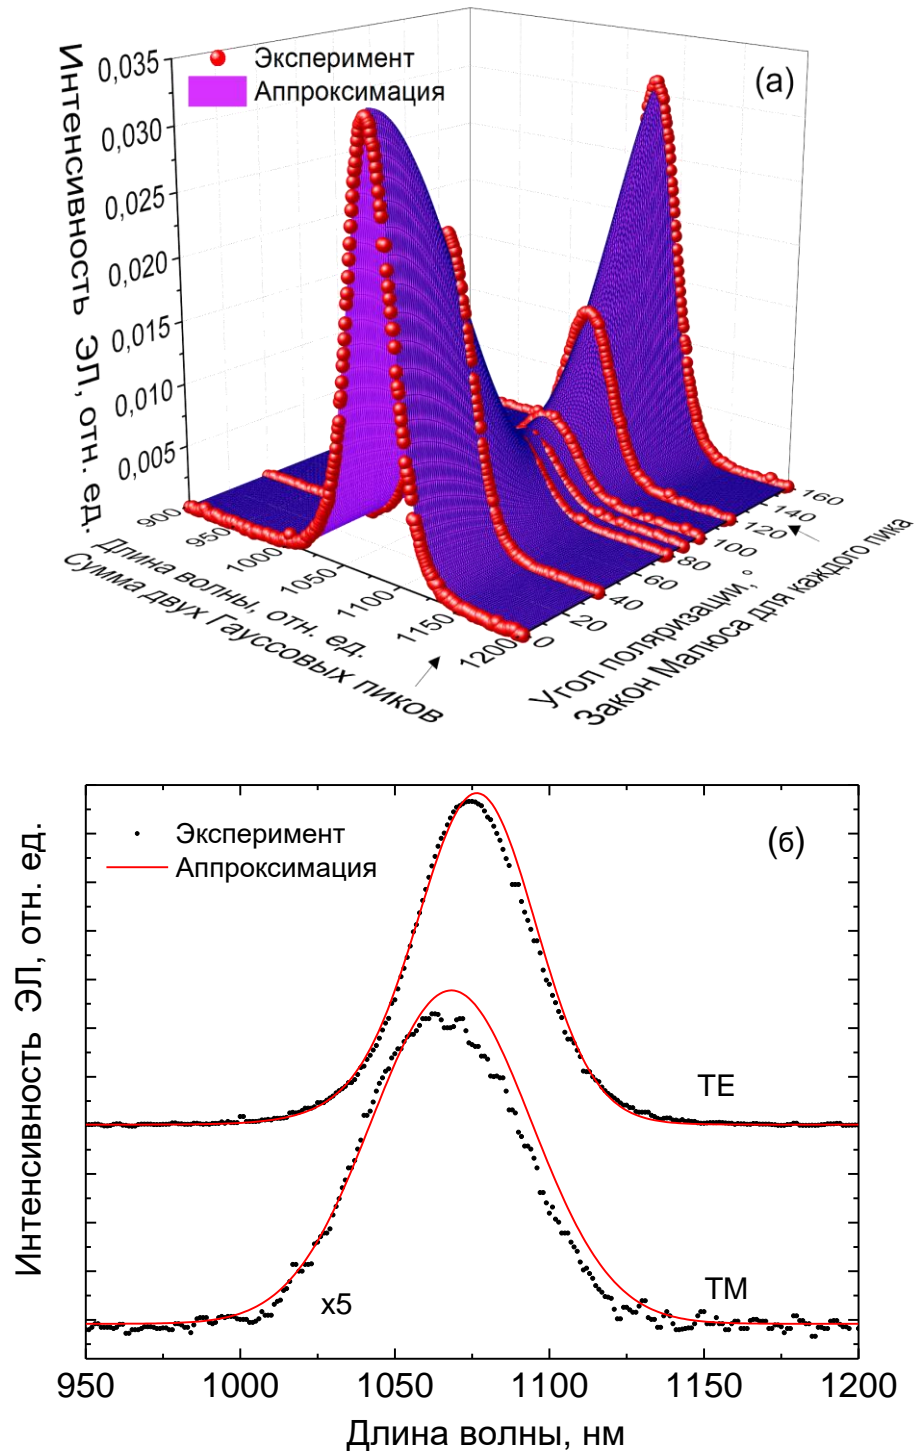 Эксперимент
Аппроксимация
(а)
Интенсивность ЭЛ, отн. ед.
0,035
0,030
0,025
0,020
0,015
0,010
0,005
900
950
1000
1050
1100
1150
1200
Длина волны, отн. ед.
Сумма двух Гауссовых пиков
0
20
40
60
80
100
120
140
160
Угол поляризации, °
Закон Малюса для каждого пика
Эксперимент
Аппроксимация
(б)
Интенсивность ЭЛ, отн. ед.
TE
x5
TM
950
1000
1050
1100
1150
1200
Длина волны, нм